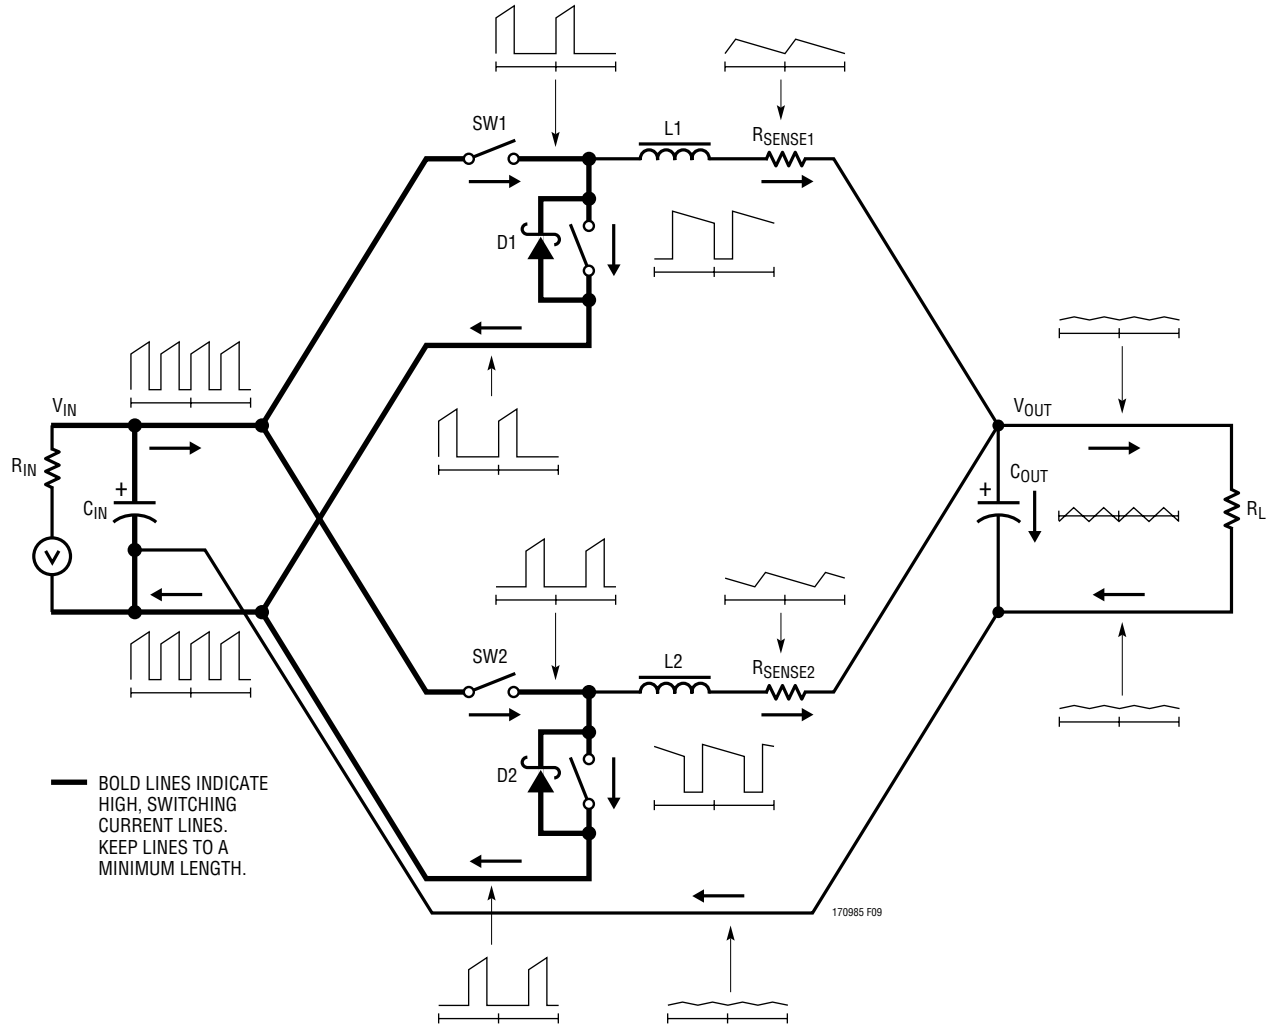 SW1
L1
RSENSE1
D1
VIN
VOUT
RIN
+
CIN
+
COUT
RL
V
SW2
L2
RSENSE2
D2
BOLD LINES INDICATE
HIGH, SWITCHING
CURRENT LINES.
KEEP LINES TO A
MINIMUM LENGTH.
170985 F09